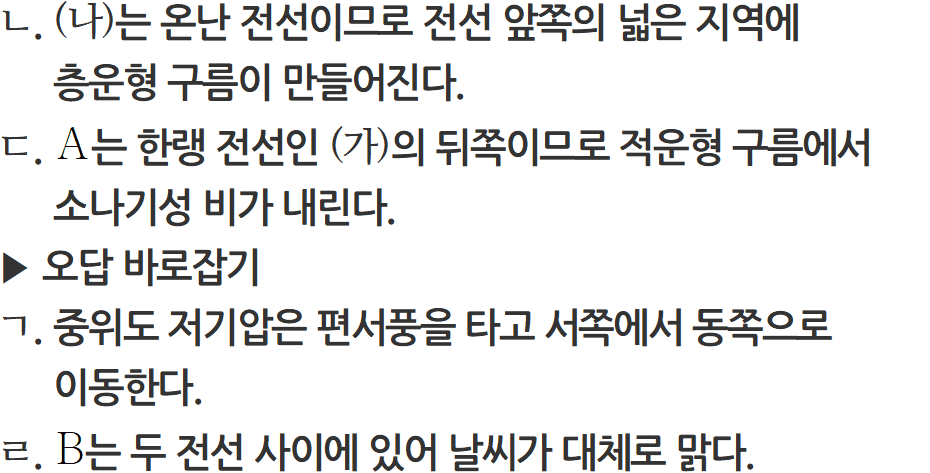 ㄴ. (나)는 온난 전선이므로 전선 앞쪽의 넓은 지역에
층운형 구름이 만들어진다.
ㄷ. A는 한랭 전선인 (가)의 뒤쪽이므로 적운형 구름에서
소나기성 비가 내린다.
▶ 오답 바로잡기
ㄱ. 중위도 저기압은 편서풍을 타고 서쪽에서 동쪽으로
이동한다.
ㄹ. B는 두 전선 사이에 있어 날씨가 대체로 맑다.